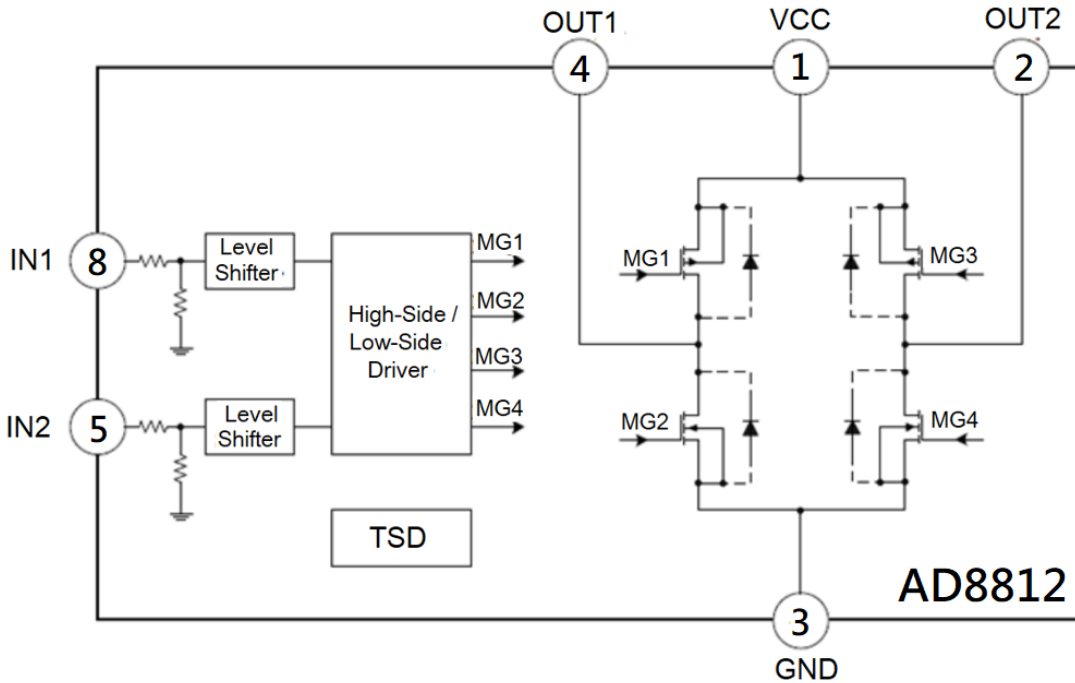 OUT1
VCC
OUT2
4
1
2
IN1
8
Level
Shifter
MG1
MG2
MG3
MG4
High-Side /
Low-Side
Driver
MG1
MG3
IN2
5
Level
Shifter
MG2
MG4
TSD
AD8812
3
GND